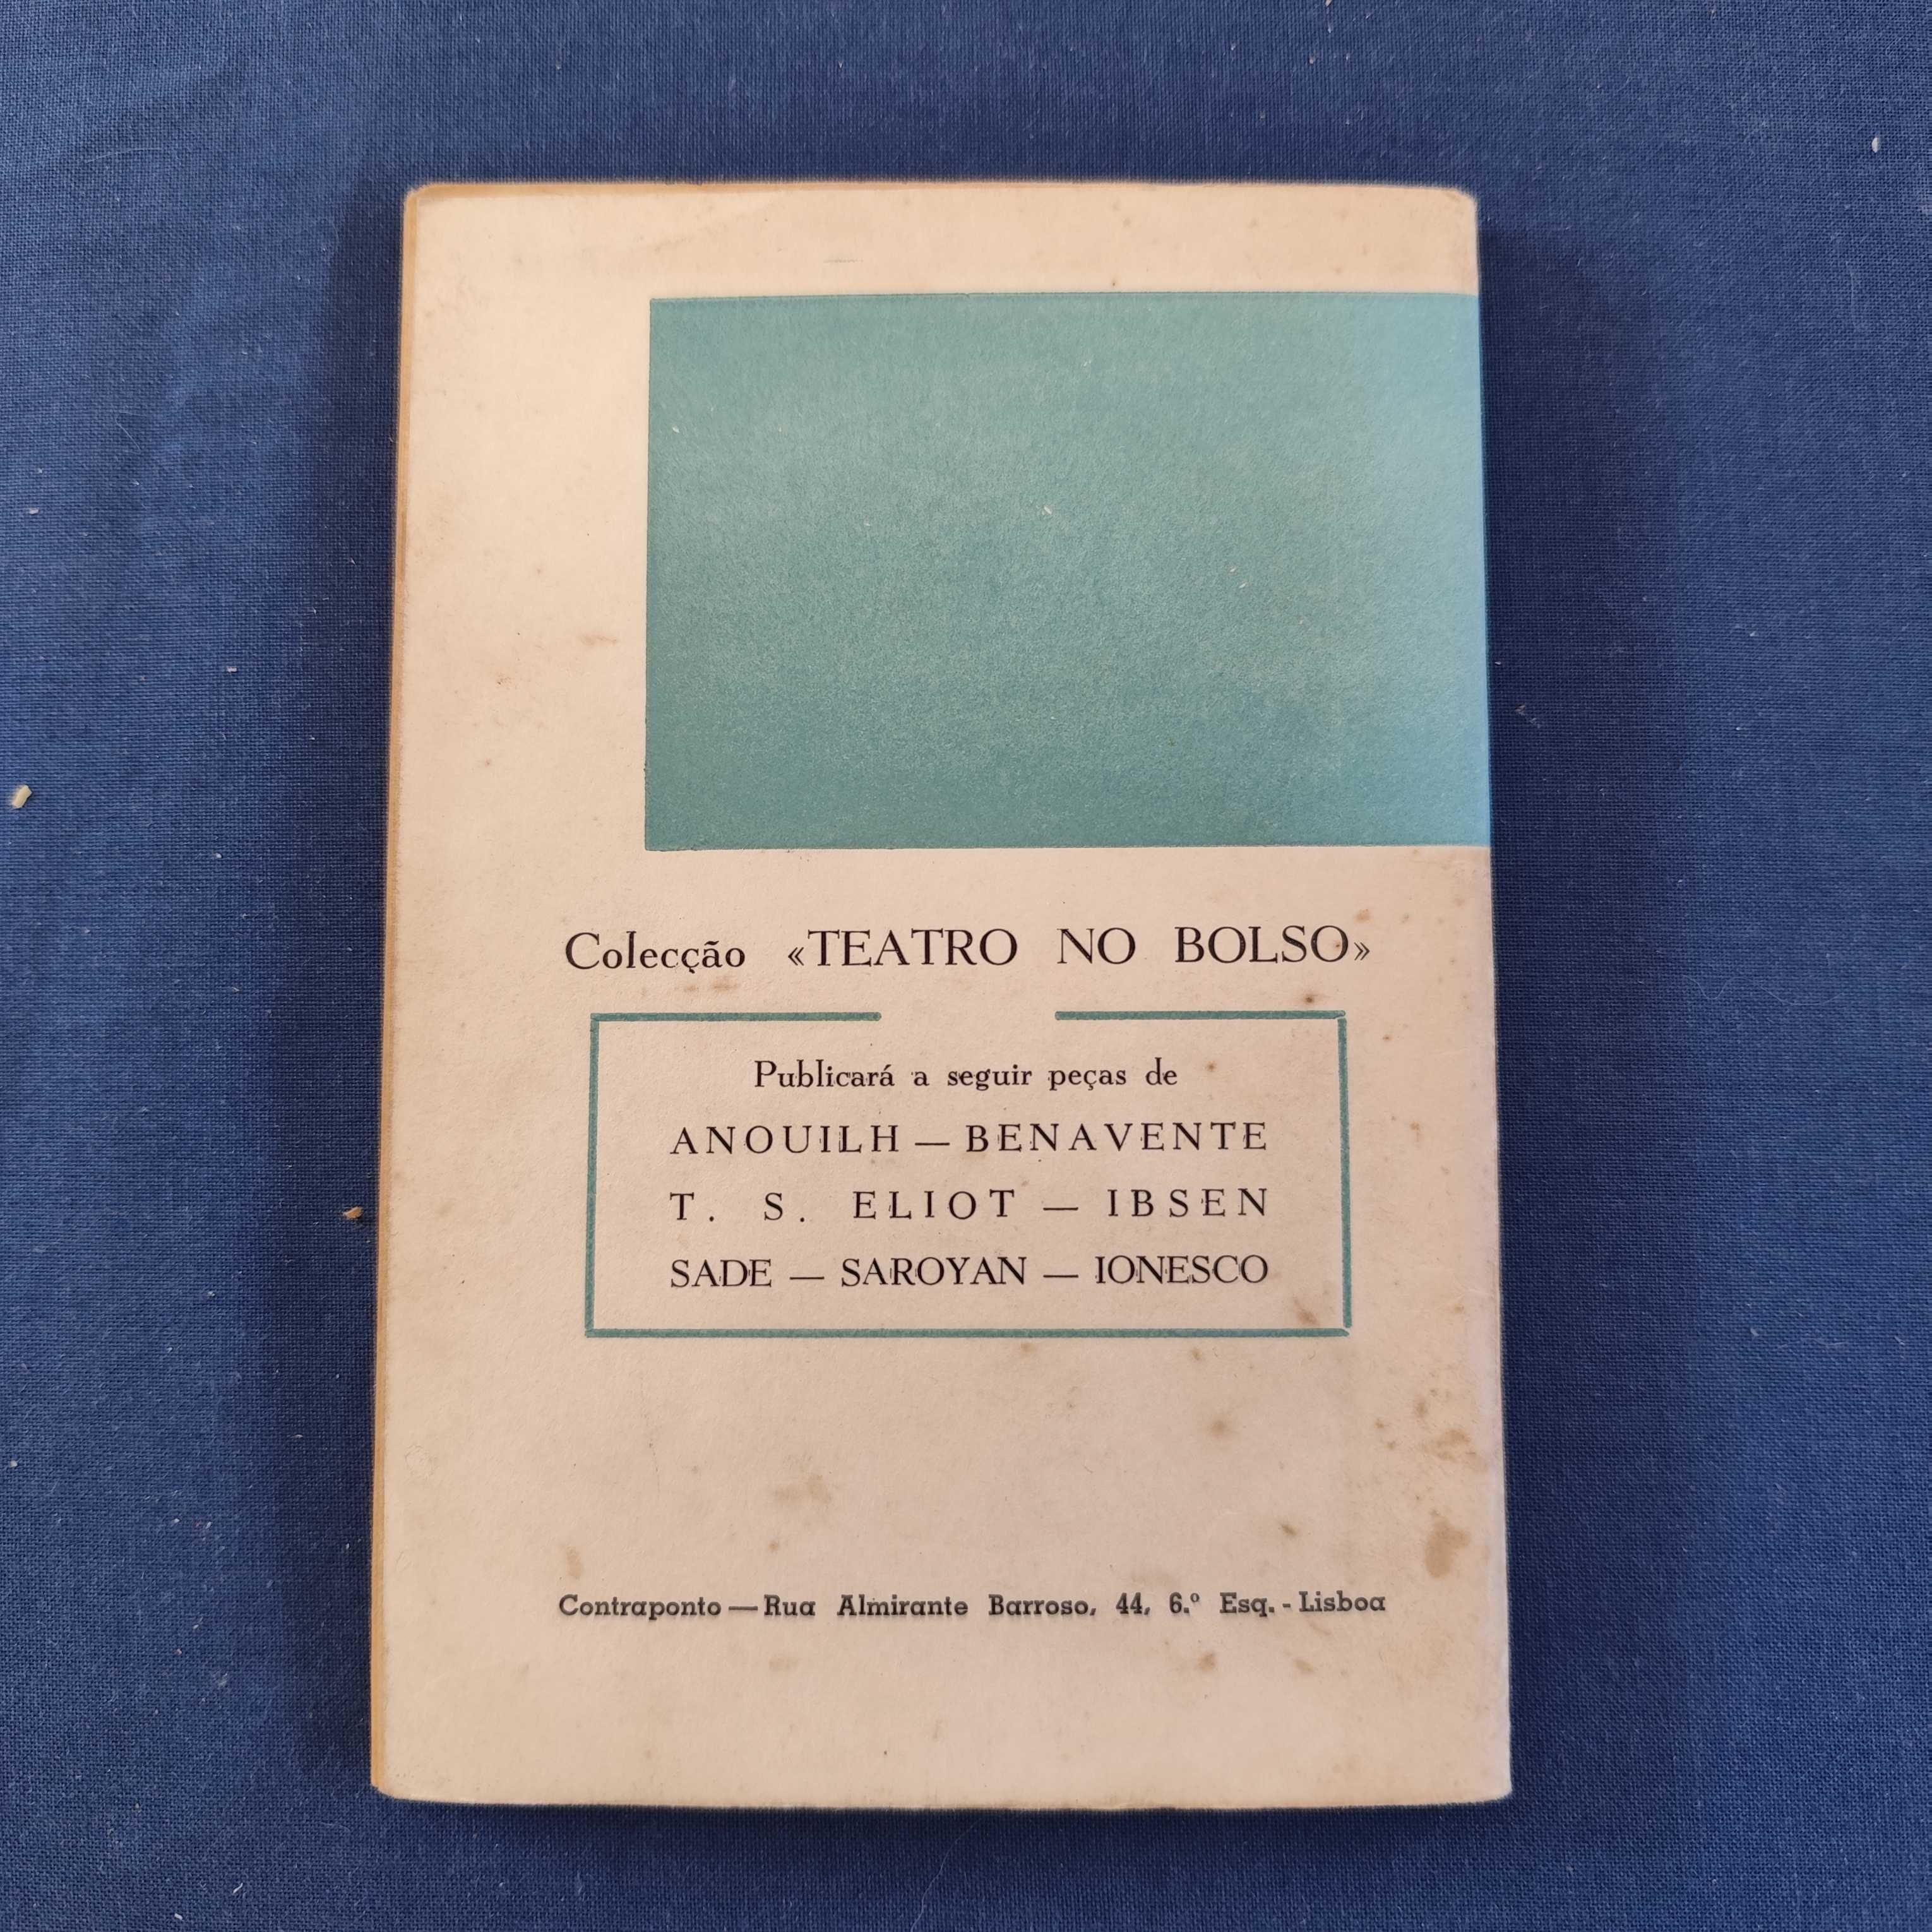 Colecção «TEATRO NO BOLSO»
Publicará a seguir peças de
ANOUILH — BENAVENTE
T. S. ELIOT — IBSEN
SADE — SAROYAN — IONESCO
Contraponto — Rua Almirante Barroso, 44, 6.º Esq. - Lisboa